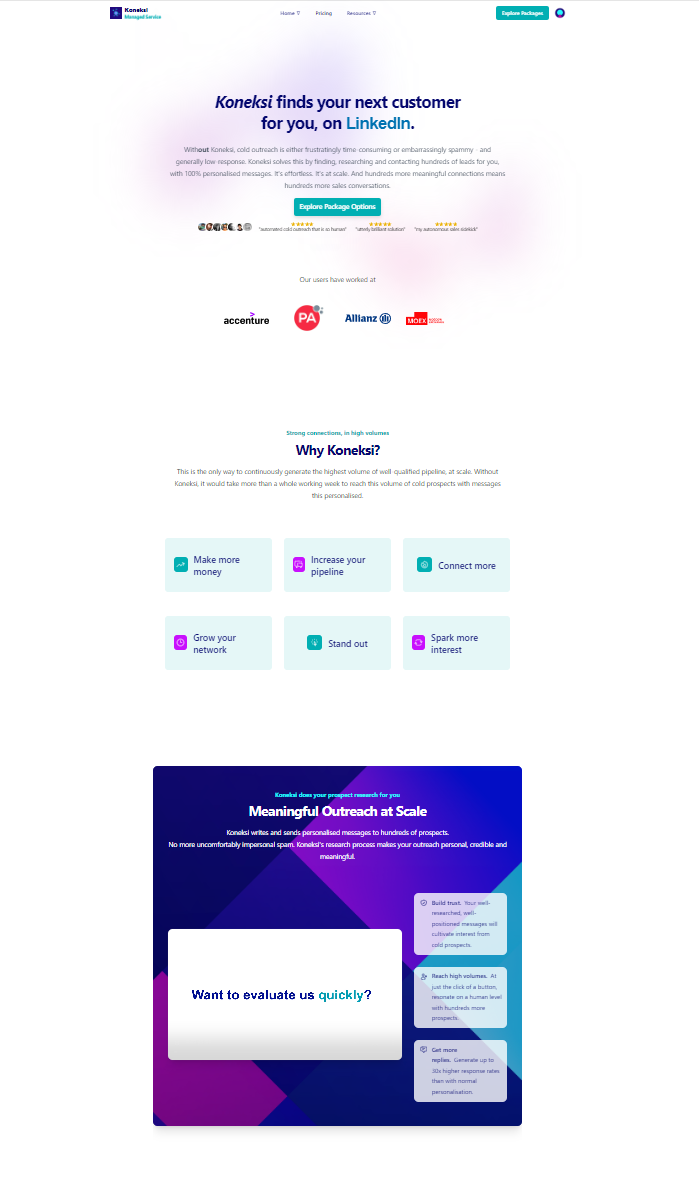 Koneksi
Managed Service
Home
Pricing
Resources
Explore Packages
Koneksi finds your next customer
for you, on LinkedIn.
Without Koneksi, cold outreach is either frustratingly time-consuming or embarrassingly spammy - and
generally low-response. Koneksi solves this by finding, researching and contacting hundreds of leads for you,
with 100% personalised messages. It's effortless. It's at scale. And hundreds more meaningful connections means
hundreds more sales conversations.
Explore Package Options
"automated cold outreach that is so human" "utterly brilliant solution" "my autonomous sales sidekick"
Our users have worked at
accenture
PA
Allianz
MOEX
Strong connections, in high volumes
Why Koneksi?
This is the only way to continuously generate the highest volume of well-qualified pipeline, at scale. Without
Koneksi, it would take more than a whole working week to reach this volume of cold prospects with messages
this personalised.
Make more
money
Increase your
pipeline
Connect more
Grow your
network
Stand out
Spark more
interest
Koneksi does your prospect research for you
Meaningful Outreach at Scale
Koneksi writes and sends personalised messages to hundreds of prospects.
No more uncomfortably impersonal spam. Koneksi's research process makes your outreach personal, credible and
meaningful.
Want to evaluate us quickly?
Build trust. Your well-
researched, well-
positioned messages will
cultivate interest from
cold prospects.
Reach high volumes. At
just the click of a button,
resonate on a human level
with hundreds more
prospects.
Get more
replies. Generate up to
30x higher response rates
than with normal
personalisation.